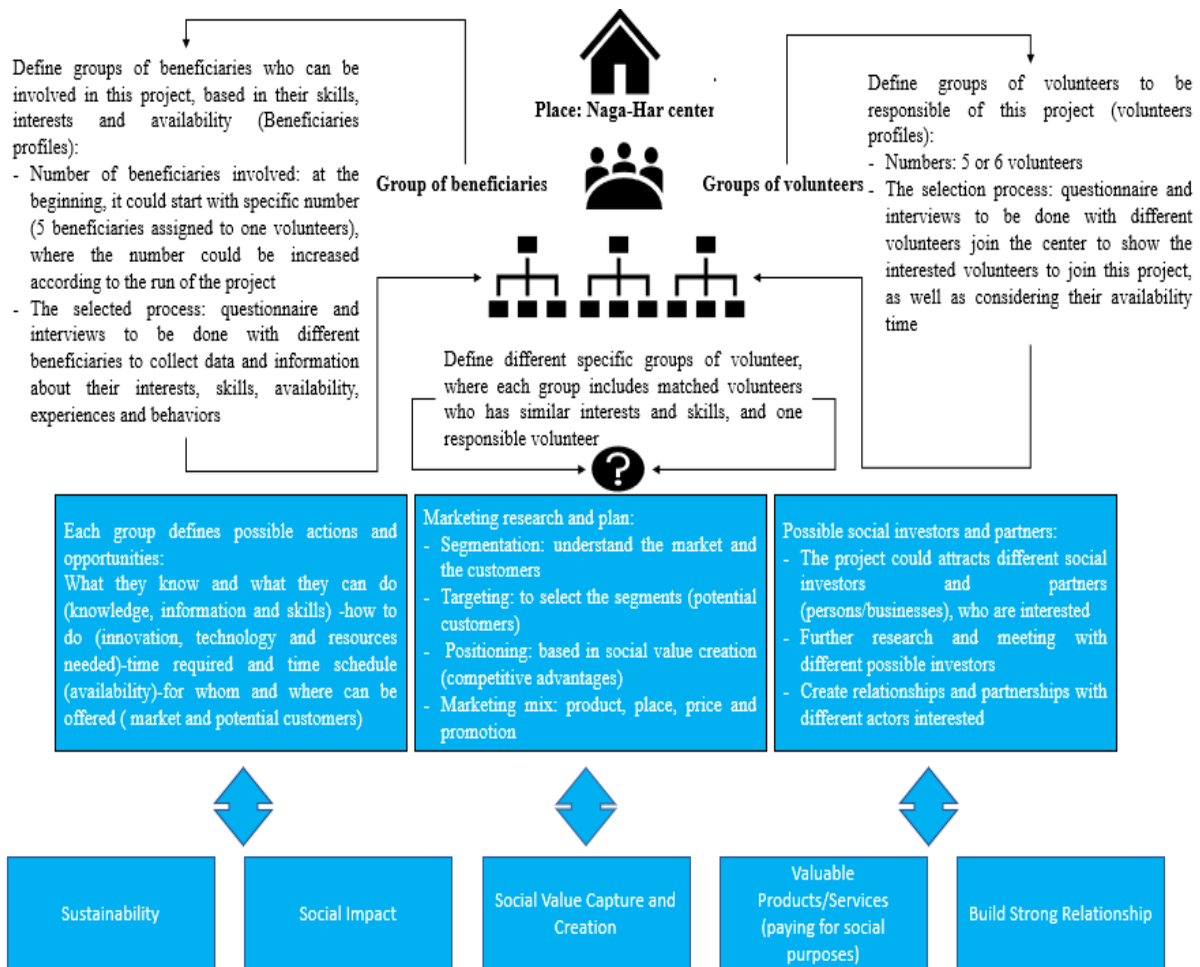 Define groups of beneficiaries who can be
involved in this project, based in their skills,
interests and availability (Beneficiaries
profiles):
- Number of beneficiaries involved: at the
beginning, it could start with specific number
(5 beneficiaries assigned to one volunteers),
where the number could be increased
according to the run of the project
- The selected process: questionnaire and
interviews to be done with different
beneficiaries to collect data and information
about their interests, skills, availability,
experiences and behaviors
Place: Naga-Har center
Group of beneficiaries
Groups of volunteers
Define groups of volunteers to be
responsible of this project (volunteers
profiles):
- Numbers: 5 or 6 volunteers
- The selection process: questionnaire and
interviews to be done with different
volunteers join the center to show the
interested volunteers to join this project,
as well as considering their availability
time
Define different specific groups of volunteer,
where each group includes matched volunteers
who has similar interests and skills, and one
responsible volunteer
?
Each group defines possible actions and
opportunities:
What they know and what they can do
(knowledge, information and skills) -how to
do (innovation, technology and resources
needed)-time required and time schedule
(availability)-for whom and where can be
offered ( market and potential customers)
Marketing research and plan:
- Segmentation: understand the market and
the customers
- Targeting: to select the segments (potential
customers)
- Positioning: based in social value creation
(competitive advantages)
- Marketing mix: product, place, price and
promotion
Possible social investors and partners:
- The project could attracts different social
investors and partners
(persons/businesses), who are interested
- Further research and meeting with
different possible investors
- Create relationships and partnerships with
different actors interested
Sustainability
Social Impact
Social Value Capture and
Creation
Valuable
Products/Services
(paying for social
purposes)
Build Strong Relationship